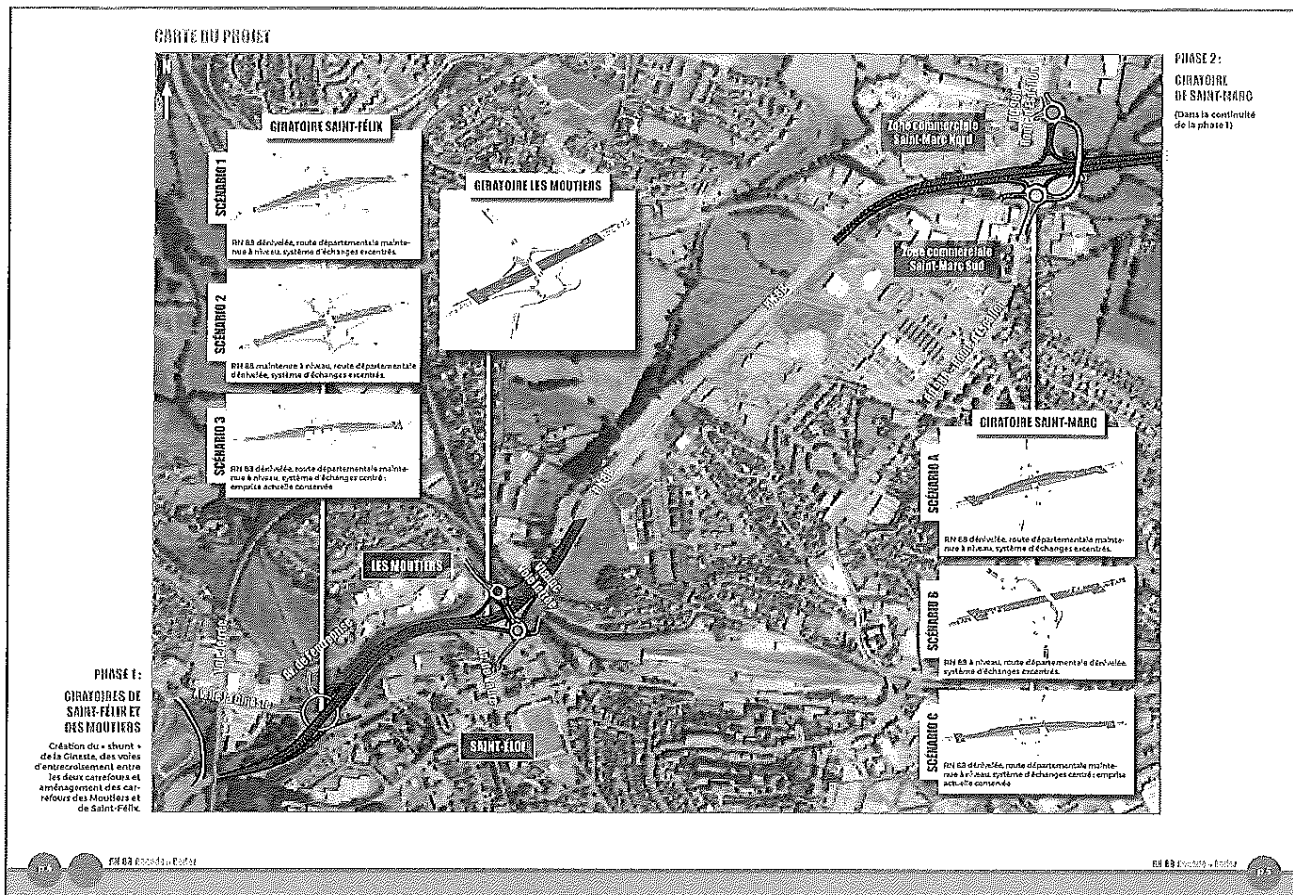 CARTE DU PROJET
PHASE 2 :
GIRATOIRE
DE SAINT-MARC
(Dans la continuité
de la phase 1)
GIRATOIRE SAINT-FÉLIX
SCÉNARIO 1
RN 88 dénivelée, route départementale mainte-
nue à niveau, système d'échanges excentrés.
SCÉNARIO 2
RN 88 maintenue à niveau, route départementale
dénivelée, système d'échanges excentrés.
SCÉNARIO 3
RN 88 dénivelée, route départementale mainte-
nue à niveau, système d'échanges centré :
emprise actuelle conservée
GIRATOIRE LES MOUTIERS
Zone commerciale
Saint-Marc Nord
Zone commerciale
Saint-Marc Sud
RN 88
GIRATOIRE SAINT-MARC
SCÉNARIO A
RN 88 dénivelée, route départementale mainte-
nue à niveau, système d'échanges excentrés.
SCÉNARIO B
RN 88 à niveau, route départementale dénivelée,
système d'échanges excentrés.
SCÉNARIO C
RN 88 dénivelée, route départementale mainte-
nue à niveau, système d'échanges centré : emprise
actuelle conservée
LES MOUTIERS
SAINT-ÉLOI
PHASE 1 :
GIRATOIRES DE
SAINT-FÉLIX ET
DES MOUTIERS
Création du « shunt »
de la Gineste, des voies
d'entrecroisement entre
les deux carrefours et
aménagement des car-
refours des Moutiers et
de Saint-Félix.
P.4
RN 88
RN 88
P.5